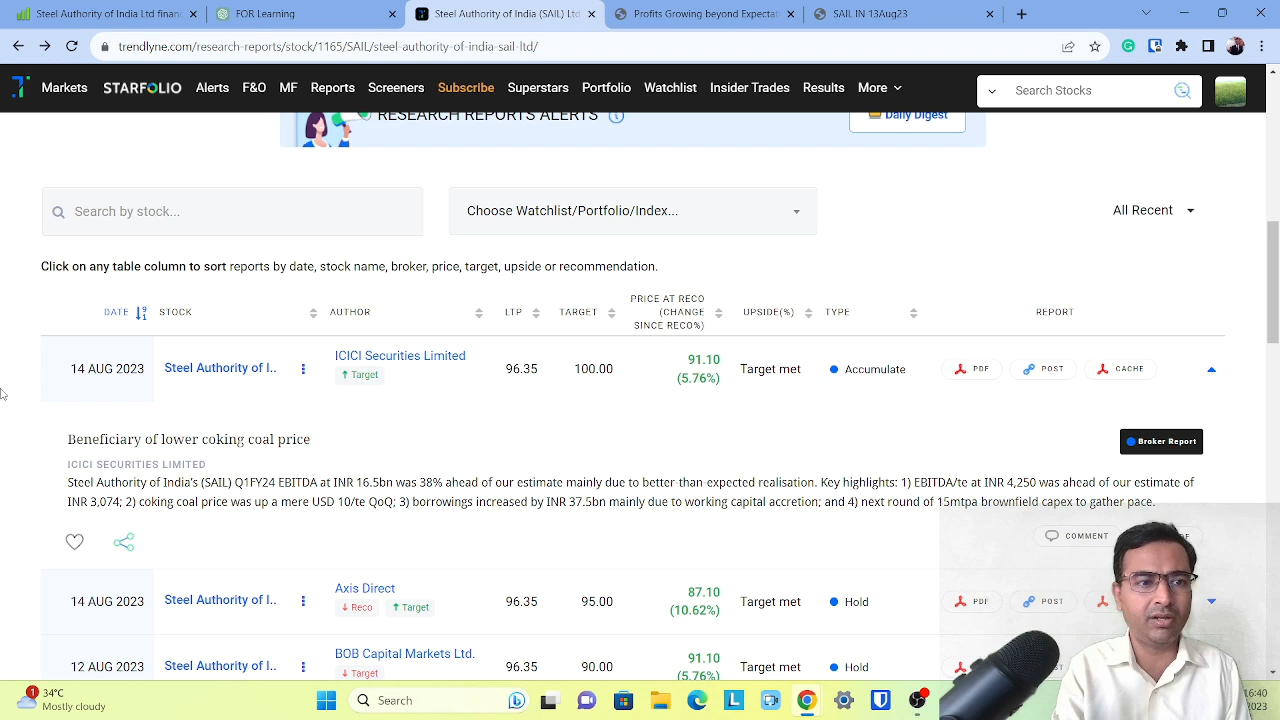 FOR Learning
Steel Authority of India (SAIL) Ltd
Profits Beyond Expectat
SAIL IC 13Aug23
trendlyne.com/research-reports/stock/1165/SAIL/steel-authority-of-india-sail-ltd/
Markets STARFOLIO Alerts F&O MF Reports Screeners Subscribe Superstars Portfolio Watchlist Insider Trades Results More Search Stocks
RESEARCH REPORTS ALERTS
Daily Digest
Search by stock...
Choose Watchlist/Portfolio/Index...
All Recent
Click on any table column to sort reports by date, stock name, broker, price, target, upside or recommendation.
DATE STOCK AUTHOR LTP TARGET PRICE AT RECO (CHANGE SINCE RECO%) UPSIDE(%) TYPE REPORT
14 AUG 2023 Steel Authority of I.. ICICI Securities Limited 96.35 100.00 91.10 Target met Accumulate PDF POST CACHE
Target (5.76%)
Beneficiary of lower coking coal price
Broker Report
ICICI SECURITIES LIMITED
Steel Authority of India's (SAIL) Q1FY24 EBITDA at INR 16.5bn was 38% ahead of our estimate mainly due to better-than-expected realisation. Key highlights: 1) EBITDA/te at INR 4,250 was ahead of our estimate of
INR 3,074; 2) coking coal price was up a mere USD 10/te QoQ; 3) borrowings increased by INR 37.5bn mainly due to working capital accretion; and 4) next round of 15mtpa brownfield capex to gather pace.
COMMENT
14 AUG 2023 Steel Authority of I.. Axis Direct 96.35 95.00 87.10 Target met Hold PDF POST
Reco Target (10.62%)
12 AUG 2023 Steel Authority of I.. BOB Capital Markets Ltd. 96.35 90.00 91.10 Target met Hold
Target (5.76%)
1
34°C
Mostly cloudy
Search
16:40